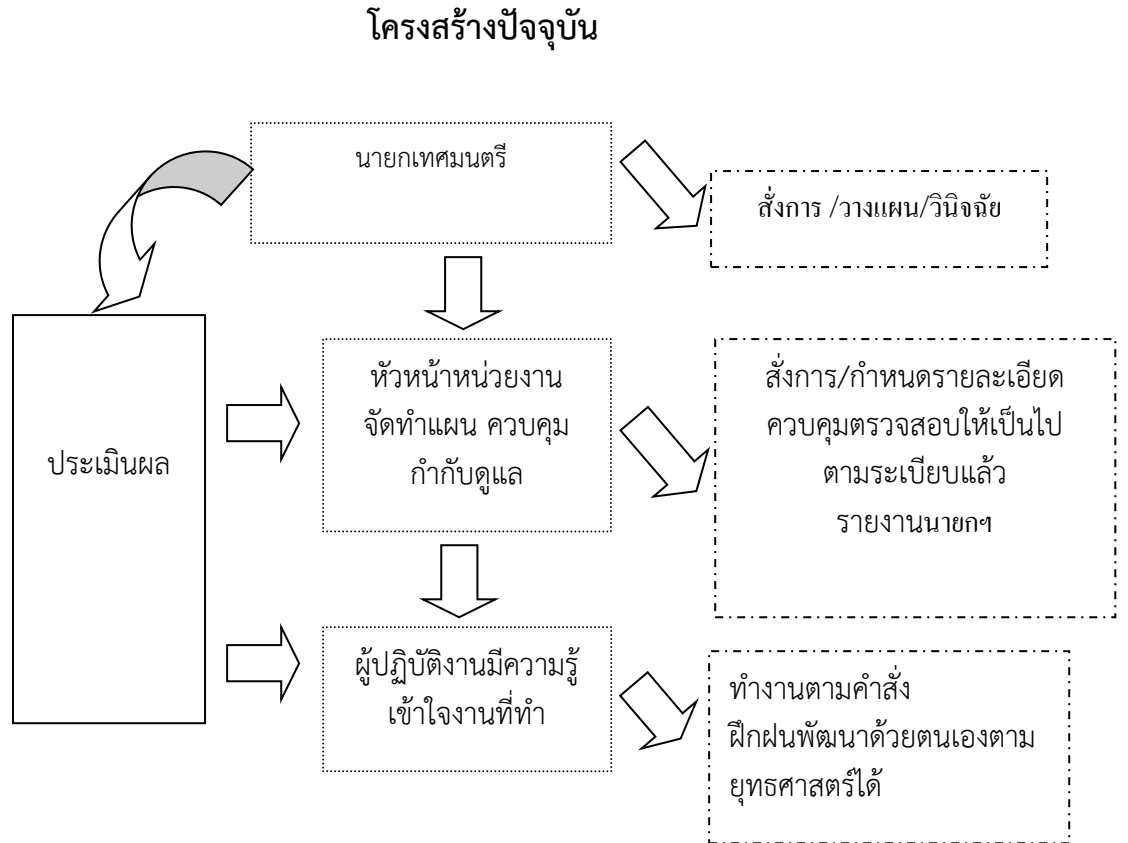 โครงสร้างปัจจุบัน
นายกเทศมนตรี
สั่งการ /วางแผน/วินิจฉัย
ประเมินผล
หัวหน้าหน่วยงาน
จัดทำแผน ควบคุม
กำกับดูแล
สั่งการ/กำหนดรายละเอียด
ควบคุมตรวจสอบให้เป็นไป
ตามระเบียบแล้ว
รายงานนายกฯ
ผู้ปฏิบัติงานมีความรู้
เข้าใจงานที่ทำ
ทำงานตามคำสั่ง
ฝึกฝนพัฒนาด้วยตนเองตาม
ยุทธศาสตร์ได้